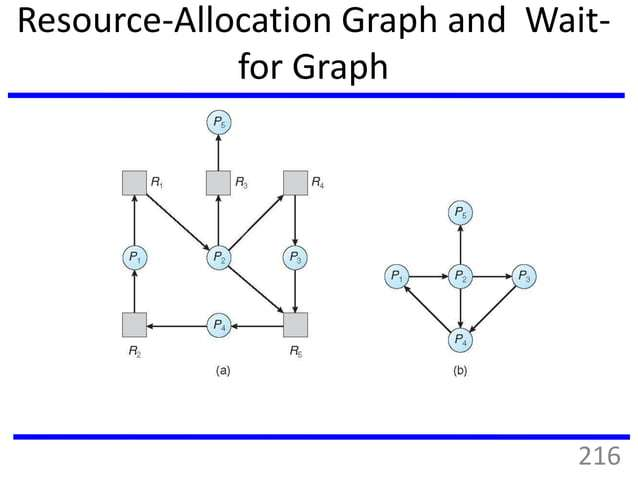 Resource-Allocation Graph and Wait-
for Graph
P5
R1 R3 R4
P1 P2 P3
P4
R2 R5
(a)
P5
P1 P2 P3
P4
(b)
216